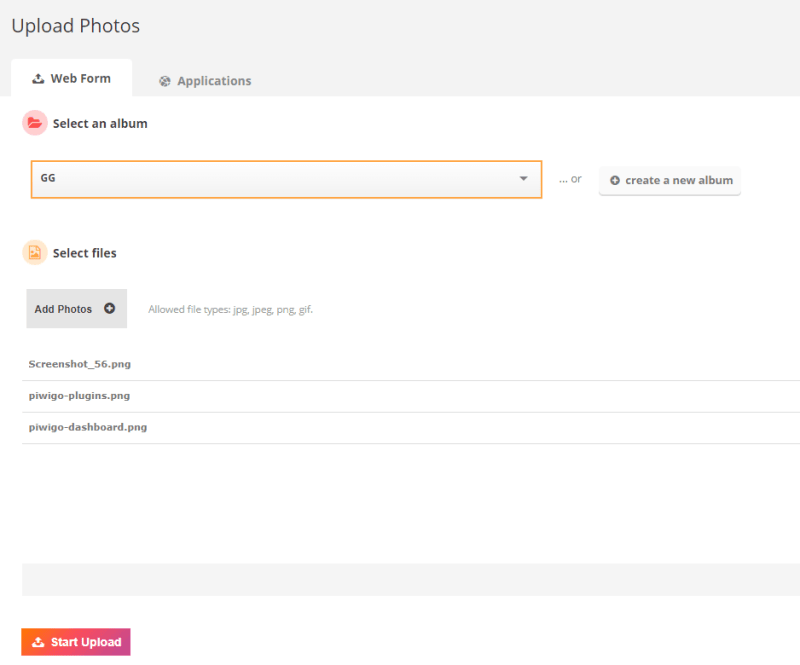 Upload Photos
Web Form
Applications
Select an album
GG
... or
create a new album
Select files
Add Photos
Allowed file types: jpg, jpeg, png, gif.
Screenshot_56.png
piwigo-plugins.png
piwigo-dashboard.png
Start Upload